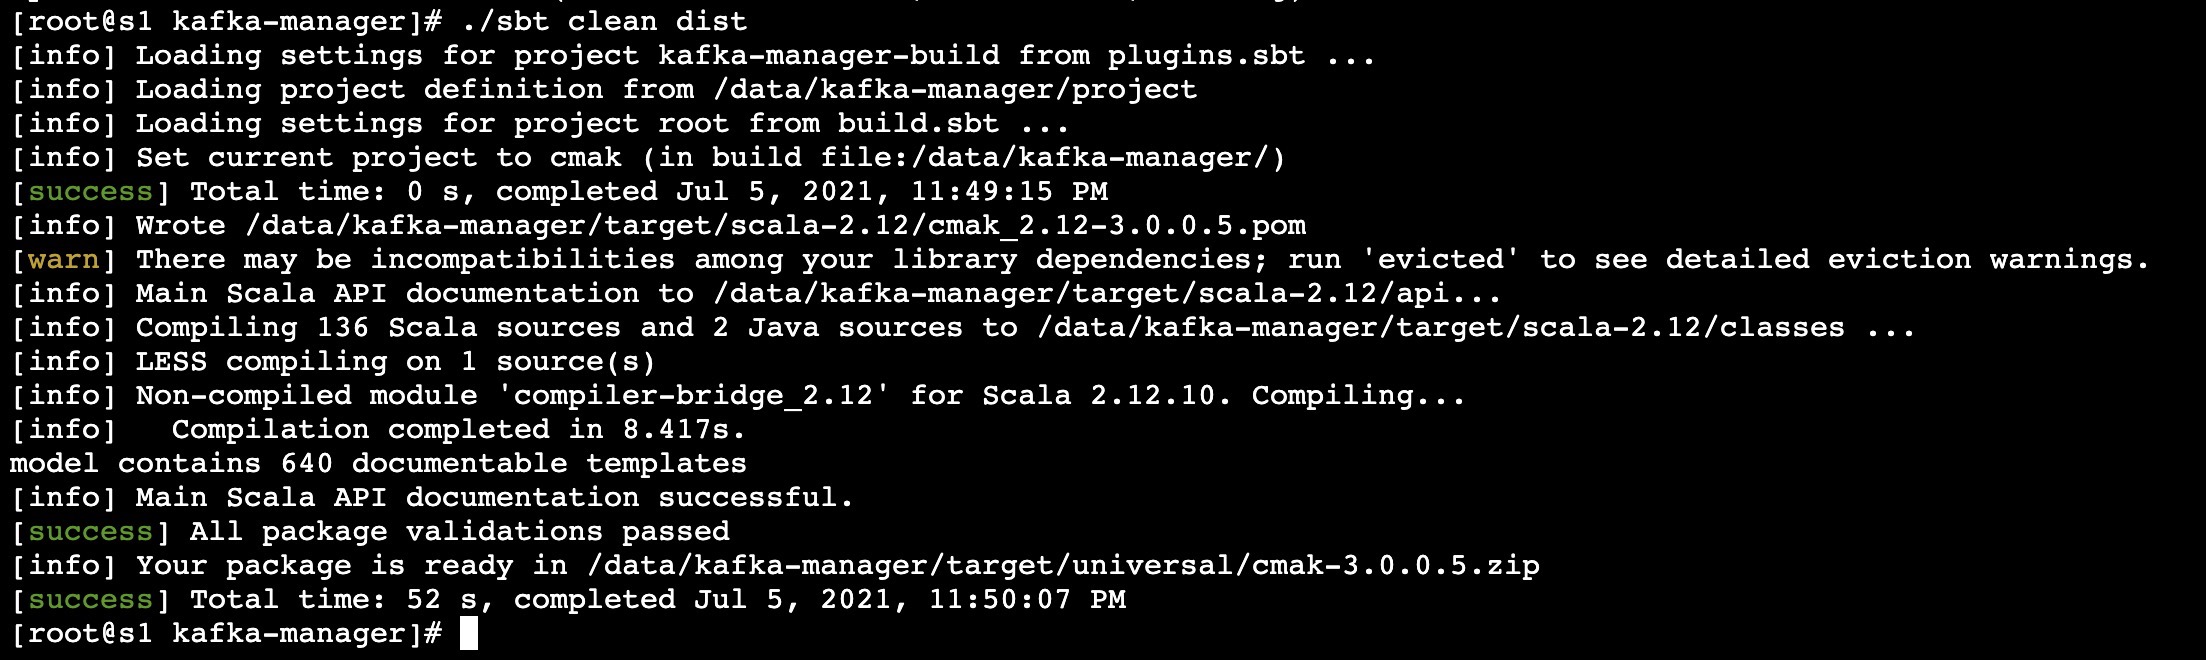 [root@s1 kafka-manager]# ./sbt clean dist
[info] Loading settings for project kafka-manager-build from plugins.sbt ...
[info] Loading project definition from /data/kafka-manager/project
[info] Loading settings for project root from build.sbt ...
[info] Set current project to cmak (in build file:/data/kafka-manager/)
[success] Total time: 0 s, completed Jul 5, 2021, 11:49:15 PM
[info] Wrote /data/kafka-manager/target/scala-2.12/cmak_2.12-3.0.0.5.pom
[warn] There may be incompatibilities among your library dependencies; run 'evicted' to see detailed eviction warnings.
[info] Main Scala API documentation to /data/kafka-manager/target/scala-2.12/api...
[info] Compiling 136 Scala sources and 2 Java sources to /data/kafka-manager/target/scala-2.12/classes ...
[info] LESS compiling on 1 source(s)
[info] Non-compiled module 'compiler-bridge_2.12' for Scala 2.12.10. Compiling...
[info]   Compilation completed in 8.417s.
model contains 640 documentable templates
[info] Main Scala API documentation successful.
[success] All package validations passed
[info] Your package is ready in /data/kafka-manager/target/universal/cmak-3.0.0.5.zip
[success] Total time: 52 s, completed Jul 5, 2021, 11:50:07 PM
[root@s1 kafka-manager]#